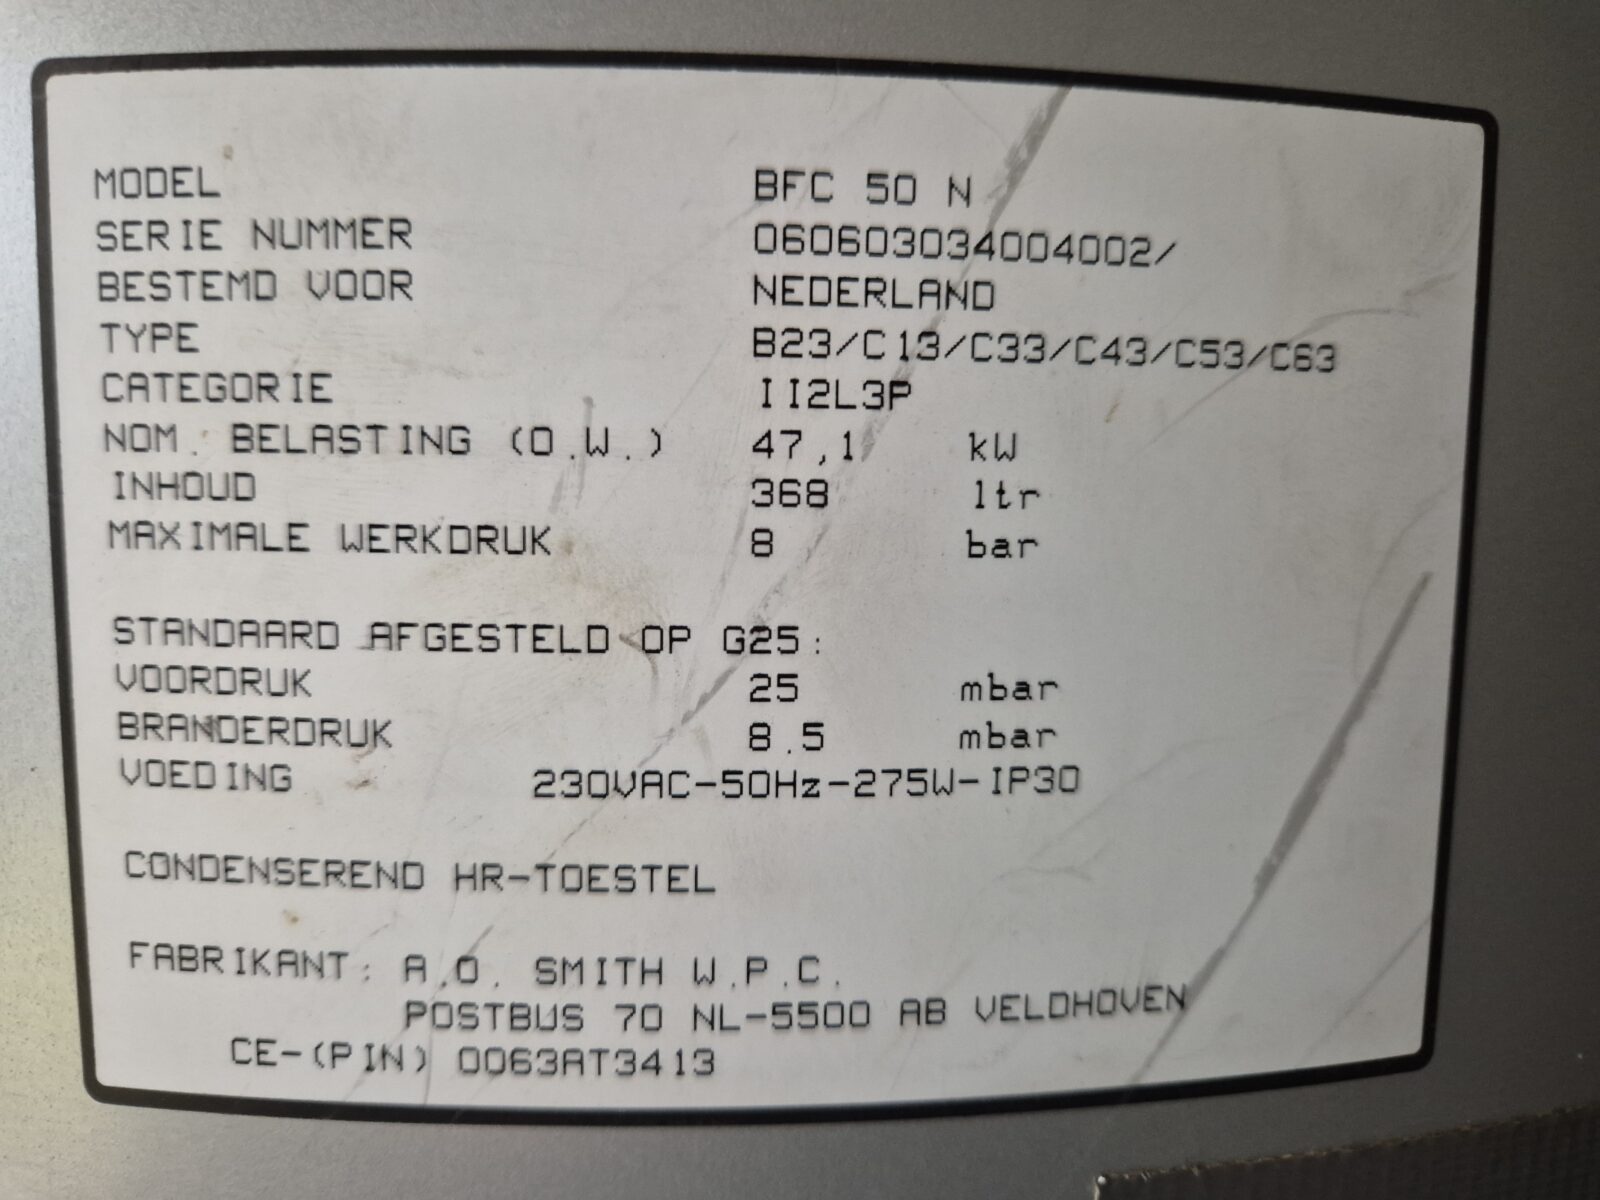 MODEL BFC 50 N
SERIE NUMMER 060603034004002/
BESTEMD VOOR NEDERLAND
TYPE B23/C13/C33/C43/C53/C63
CATEGORIE II2L3P
NOM. BELASTING (O.W.) 47,1 kW
INHOUD 368 ltr
MAXIMALE WERKDRUK 8 bar
STANDAARD AFGESTELD OP G25:
VOORDRUK 25 mbar
BRANDERDRUK 8.5 mbar
VOEDING 230VAC-50Hz-275W-IP30
CONDENSEREND HR-TOESTEL
FABRIKANT: A.O. SMITH W.P.C.
POSTBUS 70 NL-5500 AB VELDHOVEN
CE-(PIN) 0063AT3413